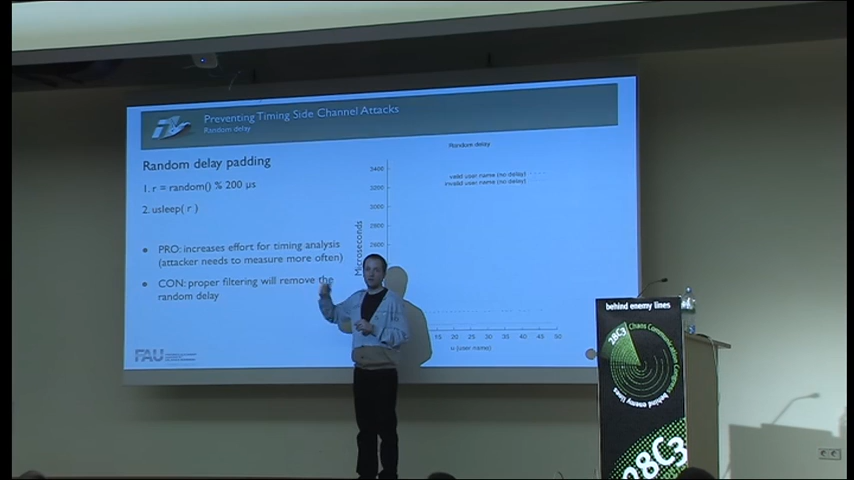 Preventing Timing Side Channel Attacks
Random delay
Random delay padding
1. r = random() % 200 µs
2. usleep( r )
• PRO: increases effort for timing analysis
(attacker needs to measure more often)
• CON: proper filtering will remove the
random delay
FAU
Random delay
valid user name (no delay)
invalid user name (no delay)
Microseconds
3400
3200
3000
2800
2600
15 20 25 30 35 40 45 50
(user name)
behind enemy lines
28C3
Chaos Communication Congress
behind enemy lines
28C3